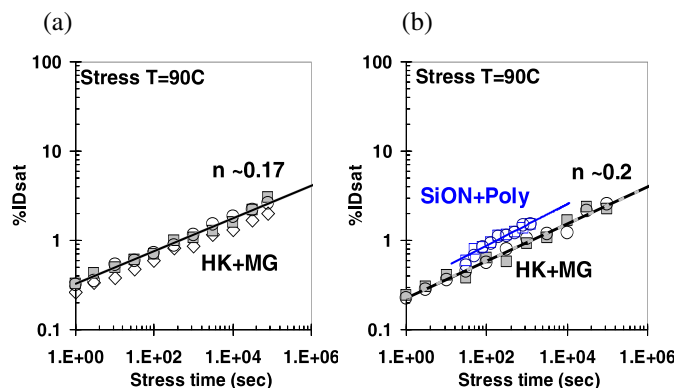 (a)
(b)
100
10
1
0.1
%IDsat
Stress T=90C
n ~0.17
HK+MG
1.E+00
1.E+02
1.E+04
1.E+06
Stress time (sec)
100
10
1
0.1
%IDsat
Stress T=90C
n ~0.2
SiON+Poly
HK+MG
1.E+00
1.E+02
1.E+04
1.E+06
Stress time (sec)